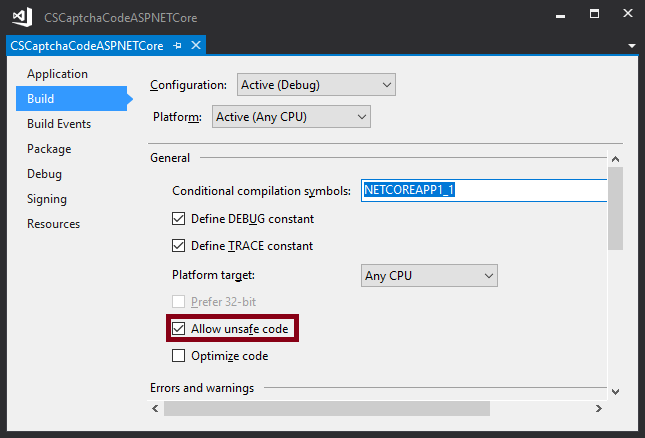 CSCaptchaCodeASPNETCore
CSCaptchaCodeASPNETCore
Application
Build
Build Events
Package
Debug
Signing
Resources
Configuration: Active (Debug)
Platform: Active (Any CPU)
General
Conditional compilation symbols: NETCOREAPP1_1
Define DEBUG constant
Define TRACE constant
Platform target: Any CPU
Prefer 32-bit
Allow unsafe code
Optimize code
Errors and warnings